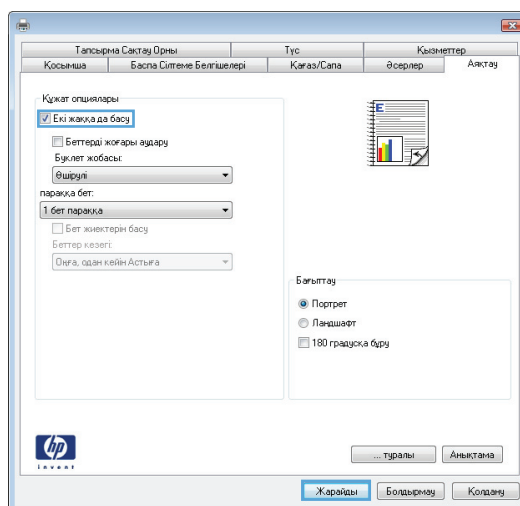 Тапсырма Сақтау Орны Түс Қызметтер
Қосымша Баспа Сілтеме Белгішелері Қағаз/Сапа Әсерлер Аяқтау
Құжат опциялары
Екі жаққа да басу
Беттерді жоғары аудару
Буклет жобасы:
Өшірулі
параққа бет:
1 бет параққа
Бет жиектерін басу
Беттер кезегі:
Оңға, одан кейін Астыға
E
Бағыттау
Портрет
Ландшафт
180 градусқа бұру
hp
invent
... туралы Анықтама
Жарайды Болдырмау Қолдану